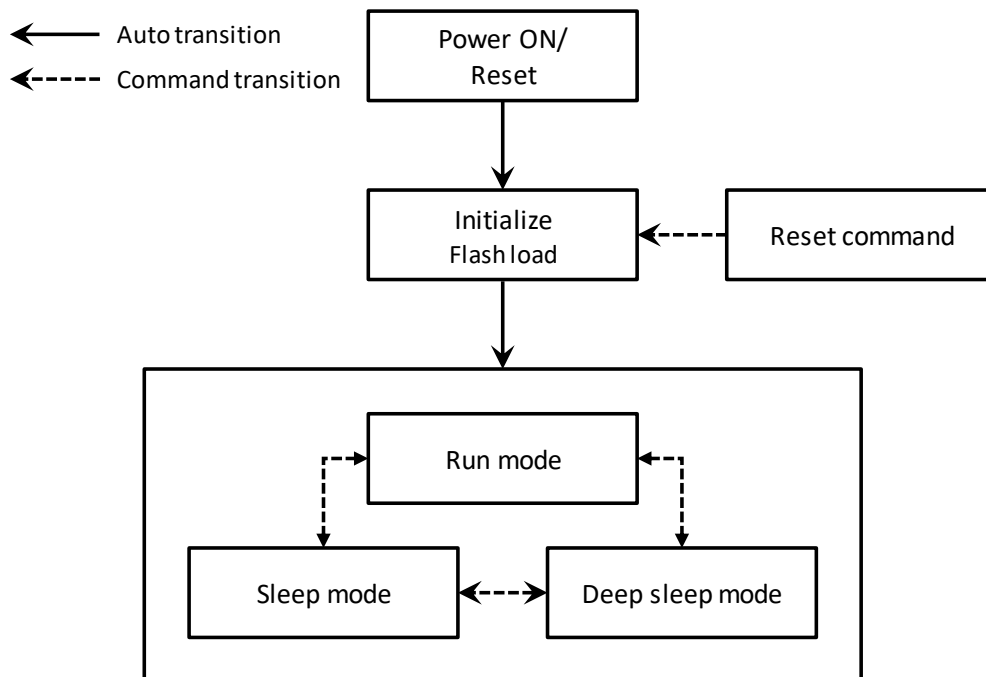 Auto transition
Command transition
Power ON/
Reset
Initialize
Flash load
Reset command
Run mode
Sleep mode
Deep sleep mode